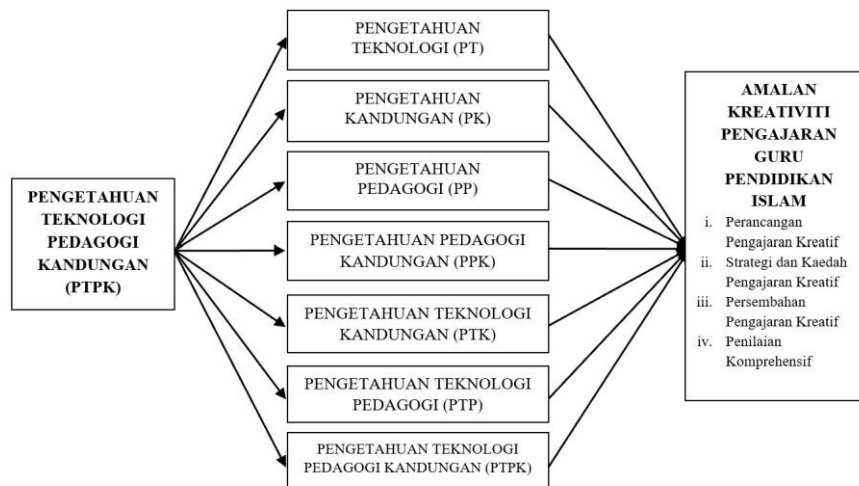 PENGETAHUAN
TEKNOLOGI
PEDAGOGI
KANDUNGAN
(PTPK)
PENGETAHUAN
TEKNOLOGI (PT)
PENGETAHUAN
KANDUNGAN (PK)
PENGETAHUAN
PEDAGOGI (PP)
PENGETAHUAN PEDAGOGI
KANDUNGAN (PPK)
PENGETAHUAN TEKNOLOGI
KANDUNGAN (PTK)
PENGETAHUAN TEKNOLOGI
PEDAGOGI (PTP)
PENGETAHUAN TEKNOLOGI
PEDAGOGI KANDUNGAN (PTPK)
AMALAN
KREATIVITI
PENGAJARAN
GURU
PENDIDIKAN
ISLAM
i. Perancangan
Pengajaran Kreatif
ii. Strategi dan Kaedah
Pengajaran Kreatif
iii. Persembahan
Pengajaran Kreatif
iv. Penilaian
Komprehensif